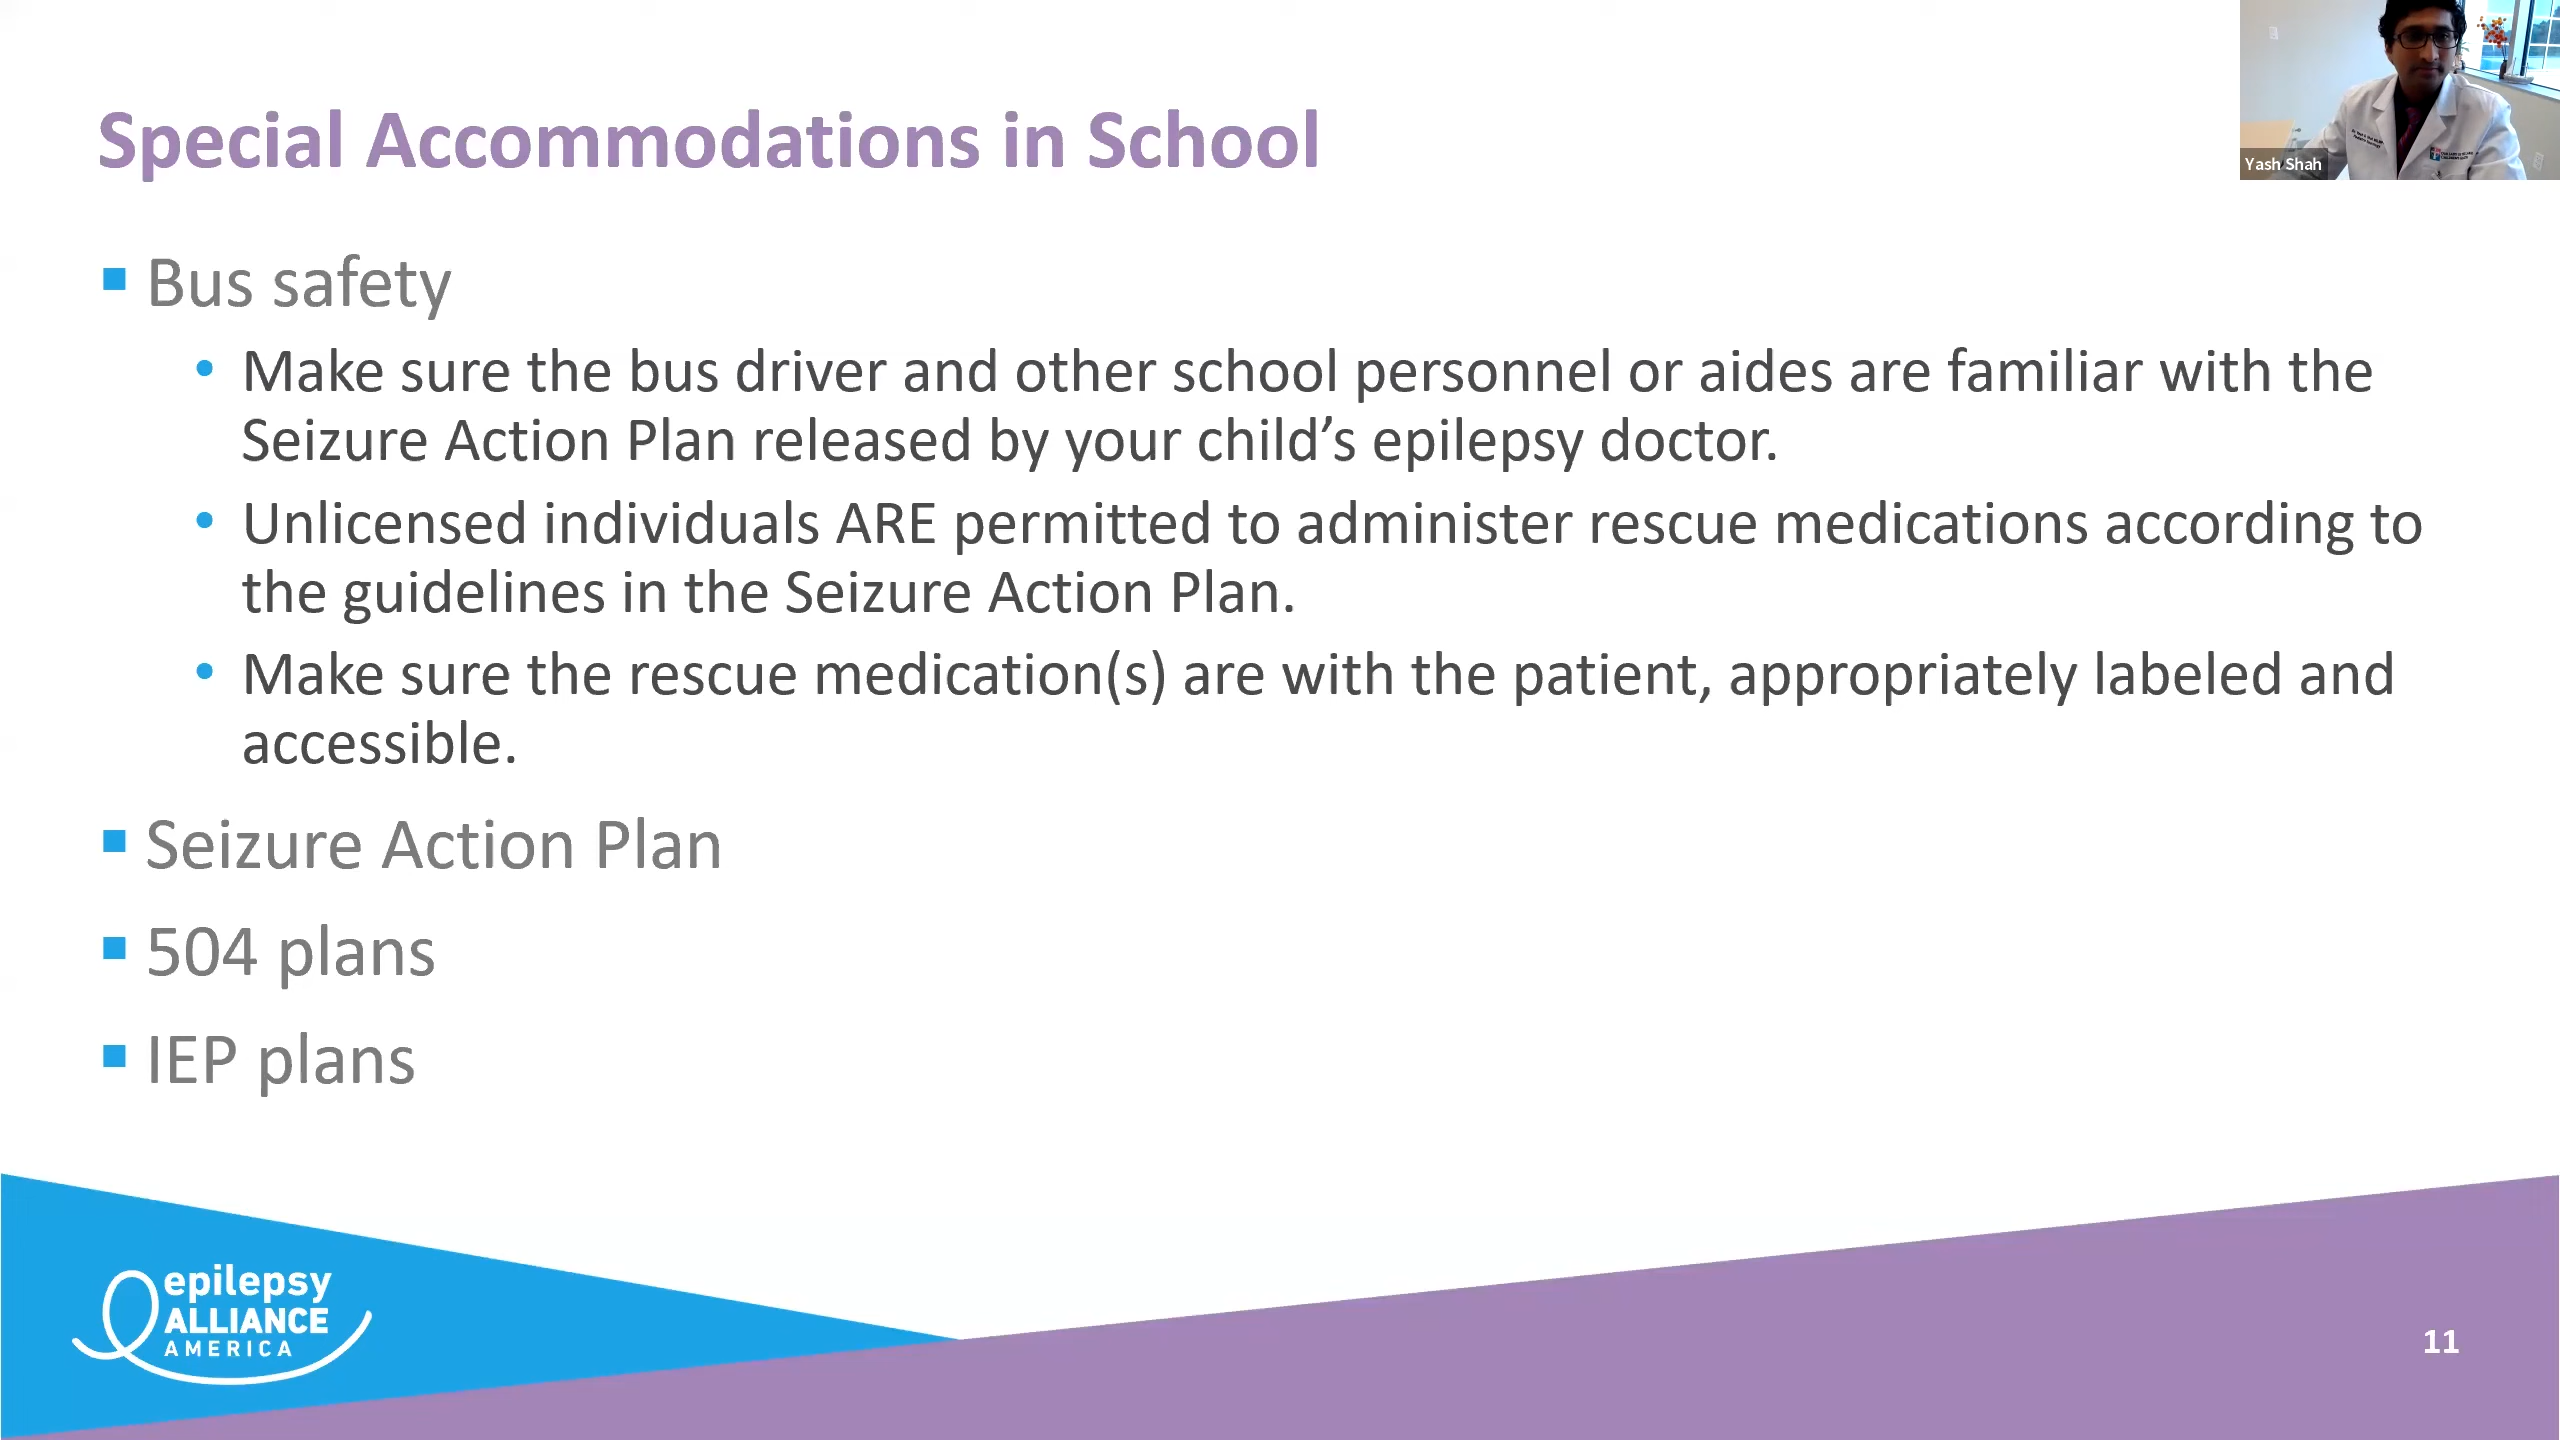 Special Accommodations in School
Yash Shah
Bus safety
Make sure the bus driver and other school personnel or aides are familiar with the
Seizure Action Plan released by your child’s epilepsy doctor.
Unlicensed individuals ARE permitted to administer rescue medications according to
the guidelines in the Seizure Action Plan.
Make sure the rescue medication(s) are with the patient, appropriately labeled and
accessible.
Seizure Action Plan
504 plans
IEP plans
epilepsy
ALLIANCE
AMERICA
11